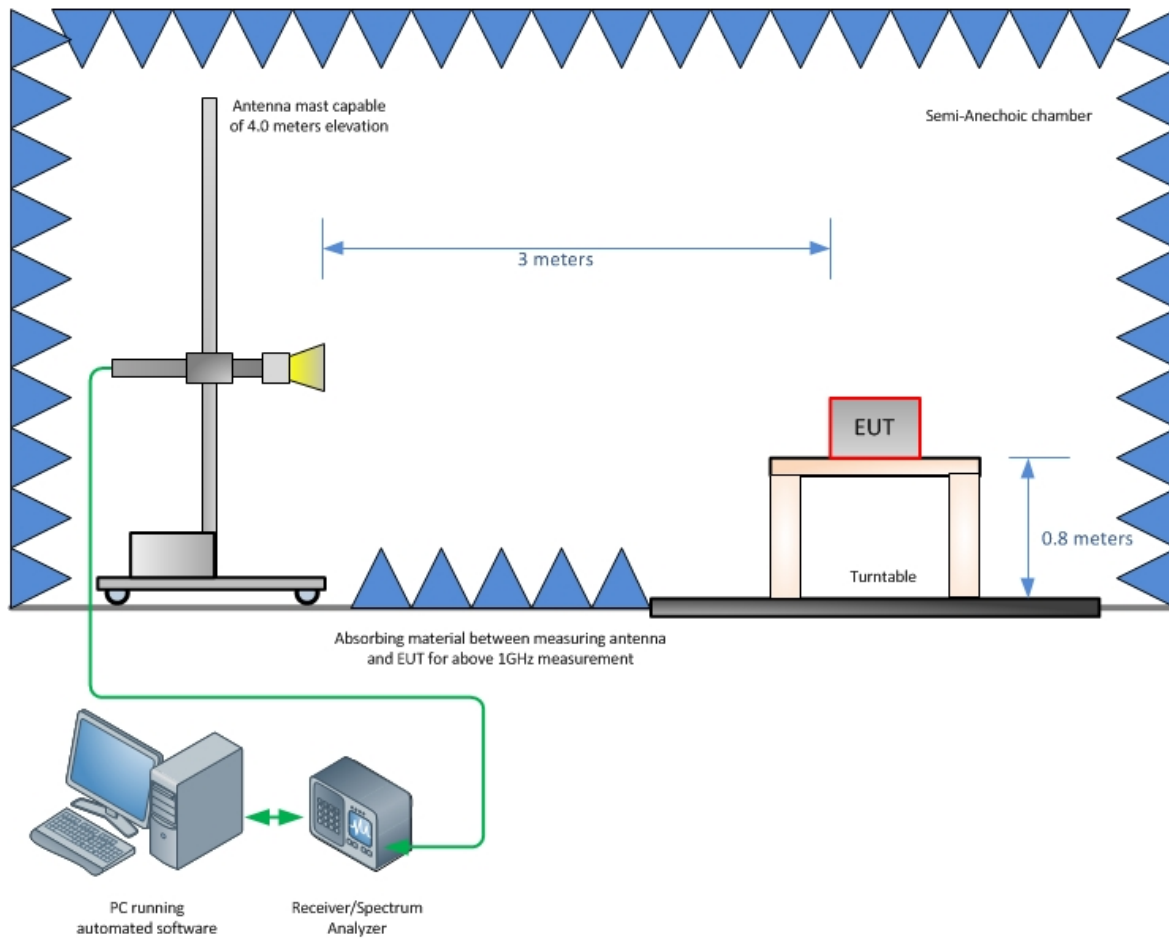 Antenna mast capable
of 4.0 meters elevation
Semi-Anechoic chamber
3 meters
EUT
0.8 meters
Turntable
Absorbing material between measuring antenna
and EUT for above 1GHz measurement
PC running
automated software
Receiver/Spectrum
Analyzer